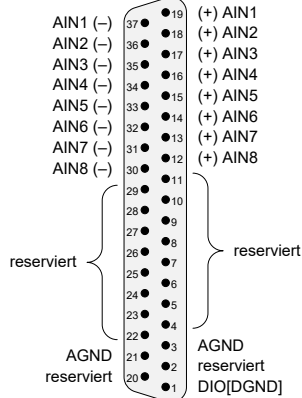 19 (+) AIN1
AIN1 (–) 37
18 (+) AIN2
AIN2 (–) 36
17 (+) AIN3
AIN3 (–) 35
16 (+) AIN4
AIN4 (–) 34
15 (+) AIN5
AIN5 (–) 33
14 (+) AIN6
AIN6 (–) 32
13 (+) AIN7
AIN7 (–) 31
12 (+) AIN8
AIN8 (–) 30
11
29
10
28
9
27
8
26
7
reserviert
reserviert
25
6
24
5
23
4
22
3 AGND
AGND 21
2 reserviert
reserviert 20
1 DIO[DGND]